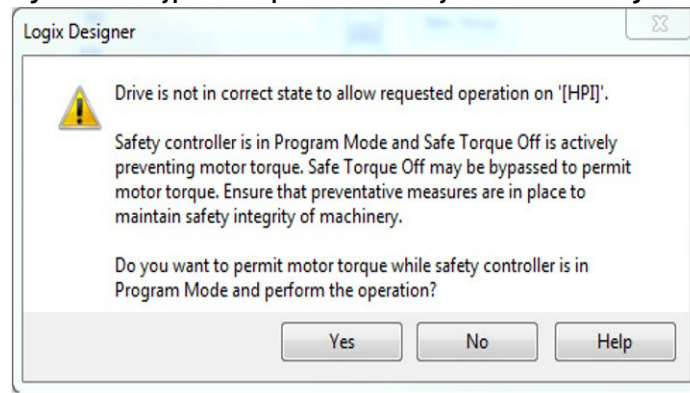 Logix Designer
Drive is not in correct state to allow requested operation on '[HPI]'.
Safety controller is in Program Mode and Safe Torque Off is actively
preventing motor torque. Safe Torque Off may be bypassed to permit
motor torque. Ensure that preventative measures are in place to
maintain safety integrity of machinery.
Do you want to permit motor torque while safety controller is in
Program Mode and perform the operation?
Yes No Help